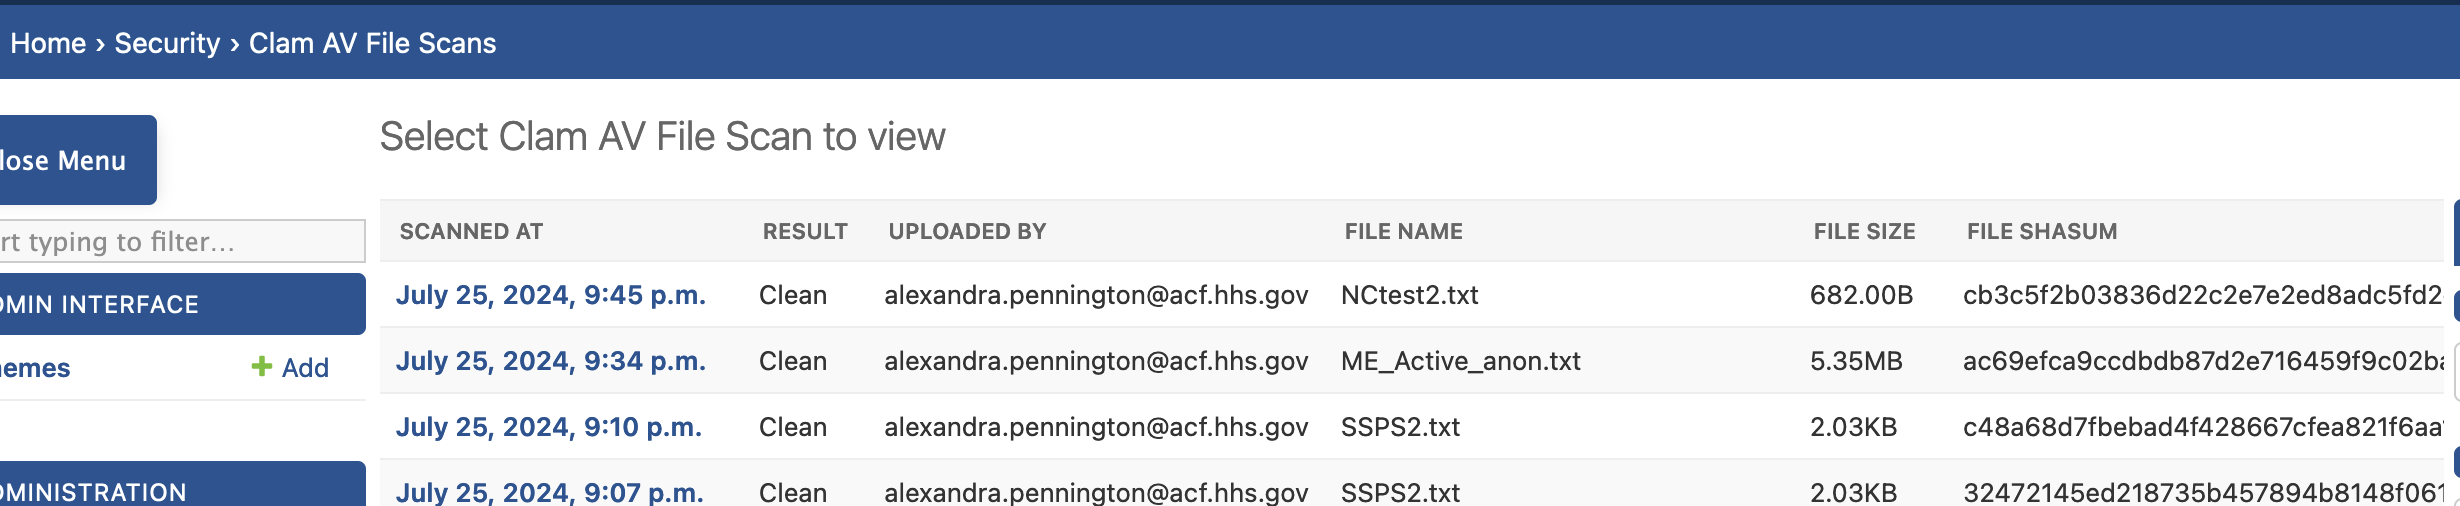 Home › Security › Clam AV File Scans
lose Menu
Select Clam AV File Scan to view
rt typing to filter...
SCANNED AT RESULT UPLOADED BY FILE NAME FILE SIZE FILE SHASUM
July 25, 2024, 9:45 p.m. Clean alexandra.pennington@acf.hhs.gov NCtest2.txt 682.00B cb3c5f2b03836d22c2e7e2ed8adc5fd2
DMIN INTERFACE
July 25, 2024, 9:34 p.m. Clean alexandra.pennington@acf.hhs.gov ME_Active_anon.txt 5.35MB ac69efca9ccdbdb87d2e716459f9c02ba
emes + Add
July 25, 2024, 9:10 p.m. Clean alexandra.pennington@acf.hhs.gov SSPS2.txt 2.03KB c48a68d7fbebad4f428667cfea821f6aa
DMINISTRATION
July 25, 2024, 9:07 p.m. Clean alexandra.pennington@acf.hhs.gov SSPS2.txt 2.03KB 32472145ed218735b457894b8148f061